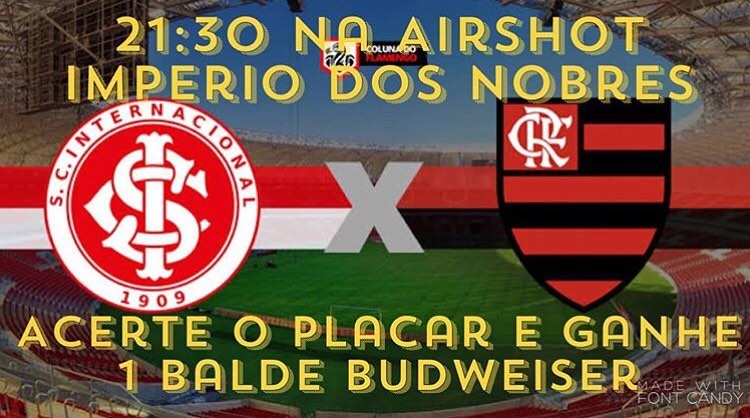 21:30 NA AIRSHOT
COLUNA DO
FLAMENGO
IMPERIO DOS NOBRES
S.C. INTERNACIONAL
1909
CRF
X
ACERTE O PLACAR E GANHE
1 BALDE BUDWEISER
MADE WITH
FONT CANDY